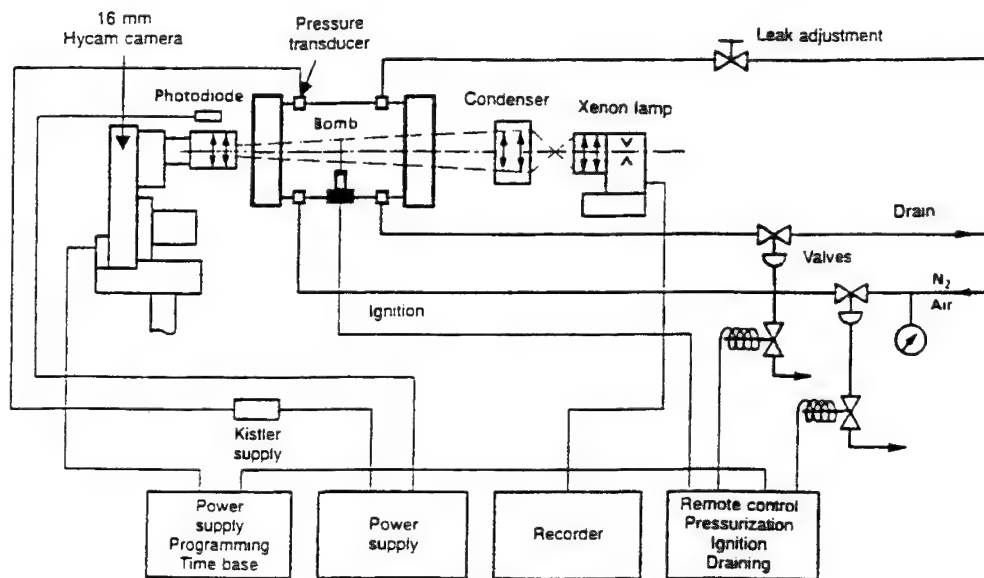 16 mm
Hycam camera
Pressure
transducer
Leak adjustment
Photodiode
Bomb
Condenser
Xenon lamp
Drain
Valves
N2
Air
Ignition
Kistler
supply
Power
supply
Programming
Time base
Power
supply
Recorder
Remote control
Pressurization
Ignition
Draining